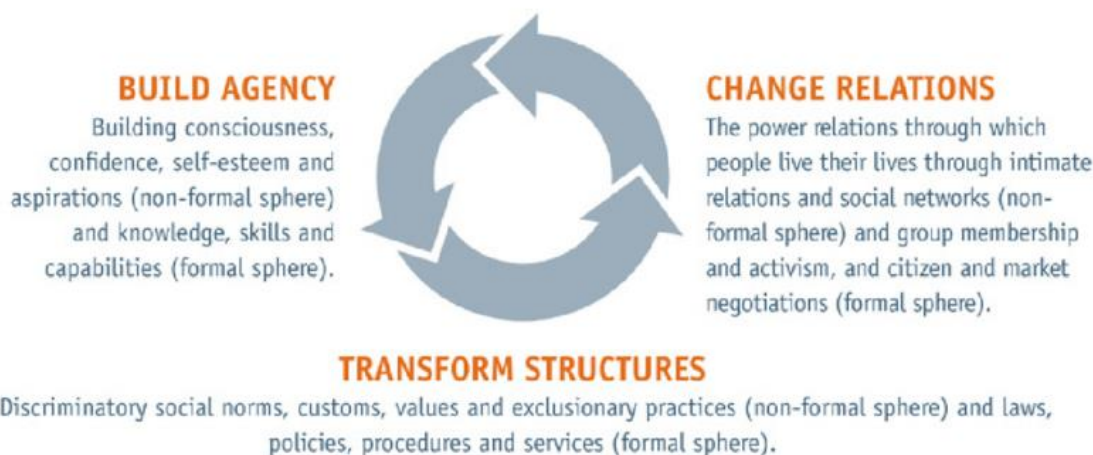 BUILD AGENCY
Building consciousness,
confidence, self-esteem and
aspirations (non-formal sphere)
and knowledge, skills and
capabilities (formal sphere).
CHANGE RELATIONS
The power relations through which
people live their lives through intimate
relations and social networks (non-
formal sphere) and group membership
and activism, and citizen and market
negotiations (formal sphere).
TRANSFORM STRUCTURES
Discriminatory social norms, customs, values and exclusionary practices (non-formal sphere) and laws,
policies, procedures and services (formal sphere).